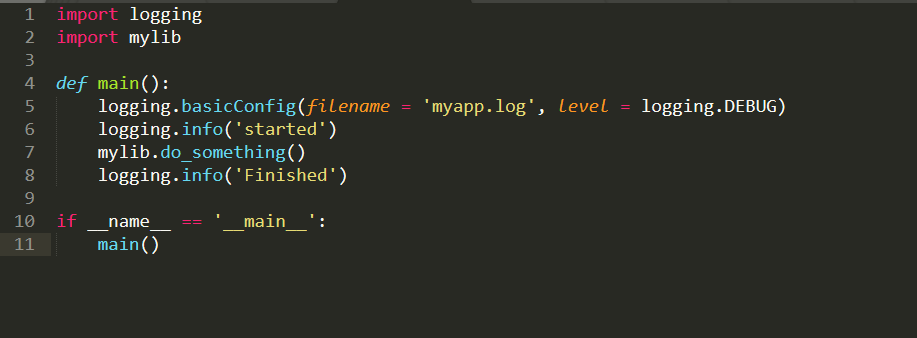 1 import logging
2 import mylib
3
4 def main():
5     logging.basicConfig(filename = 'myapp.log', level = logging.DEBUG)
6     logging.info('started')
7     mylib.do_something()
8     logging.info('Finished')
9
10 if __name__ == '__main__':
11     main()